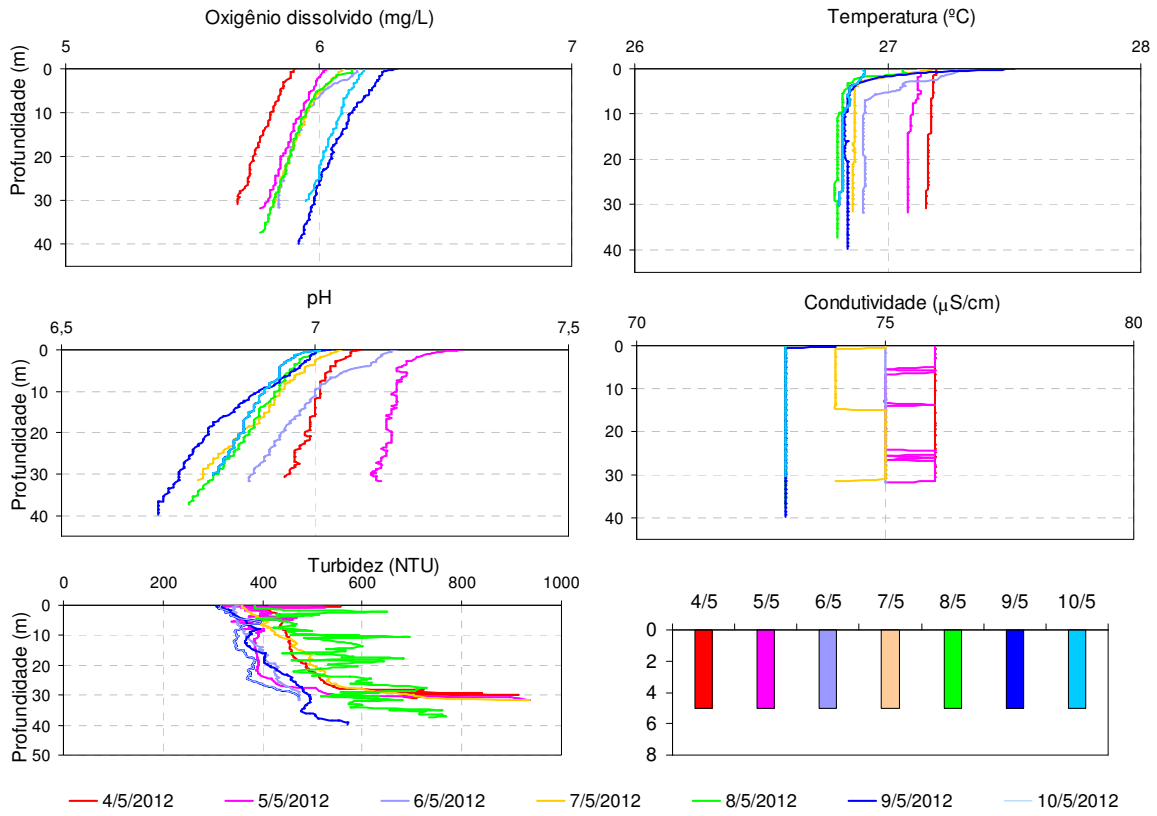 Oxigênio dissolvido (mg/L)
5 6 7
Profundidade (m)
0
10
20
30
40
Temperatura (ºC)
26 27 28
0
10
20
30
40
pH
6,5 7 7,5
Profundidade (m)
0
10
20
30
40
Condutividade (µS/cm)
70 75 80
0
10
20
30
40
Turbidez (NTU)
0 200 400 600 800 1000
Profundidade (m)
0
10
20
30
40
50
4/5 5/5 6/5 7/5 8/5 9/5 10/5
0
2
4
6
8
4/5/2012 5/5/2012 6/5/2012 7/5/2012 8/5/2012 9/5/2012 10/5/2012